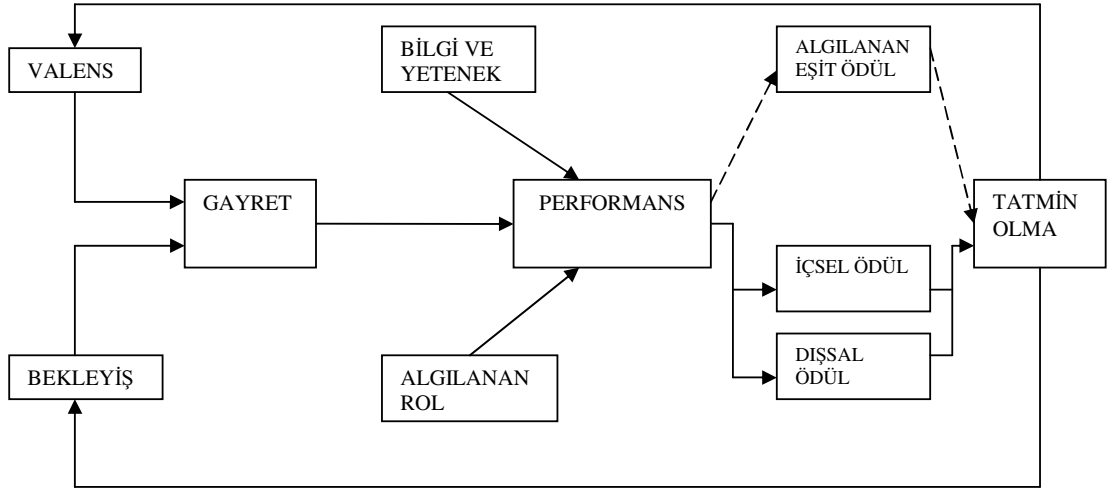 VALENS
BİLGİ VE
YETENEK
ALGILANAN
EŞİT ÖDÜL
GAYRET
PERFORMANS
TATMİN
OLMA
İÇSEL ÖDÜL
BEKLEYİŞ
ALGILANAN
ROL
DIŞSAL
ÖDÜL